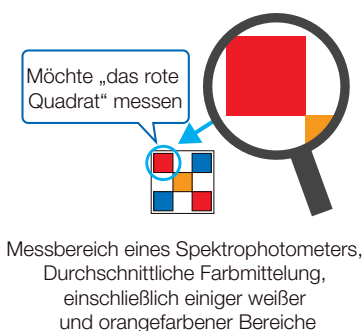 Möchte „das rote
Quadrat“ messen
Messbereich eines Spektrophotometers,
Durchschnittliche Farbmittelung,
einschließlich einiger weißer
und orangefarbener Bereiche